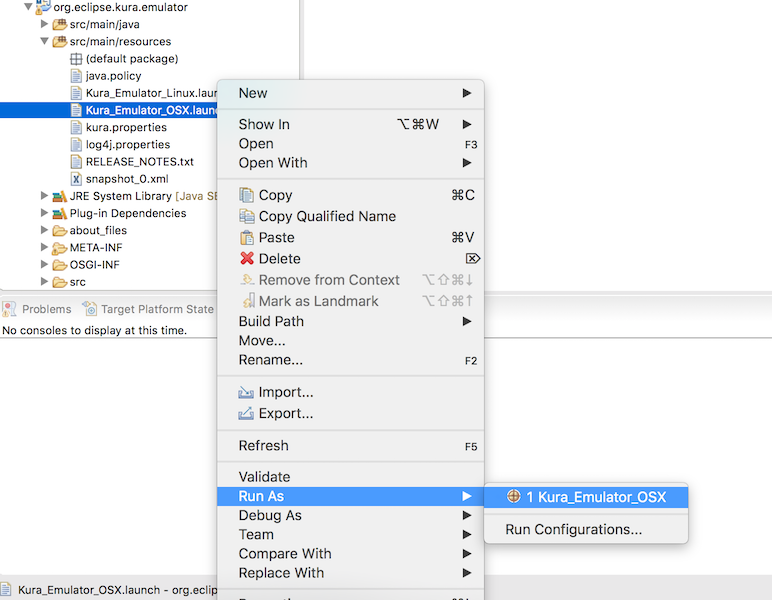 org.eclipse.kura.emulator
src/main/java
src/main/resources
(default package)
java.policy
Kura_Emulator_Linux.laun
Kura_Emulator_OSX.launc
kura.properties
log4j.properties
RELEASE_NOTES.txt
snapshot_0.xml
JRE System Library [Java SE
Plug-in Dependencies
about_files
META-INF
OSGI-INF
src
Problems Target Platform State
No consoles to display at this time.
New
Show In ⌥⌘W
Open F3
Open With
Copy ⌘C
Copy Qualified Name
Paste ⌘V
Delete ⌦
Remove from Context ⌥⇧⌘↓
Mark as Landmark ⌥⇧⌘↑
Build Path
Move...
Rename... F2
Import...
Export...
Refresh F5
Validate
Run As
1 Kura_Emulator_OSX
Debug As
Run Configurations...
Team
Compare With
Replace With
Kura_Emulator_OSX.launch - org.eclip